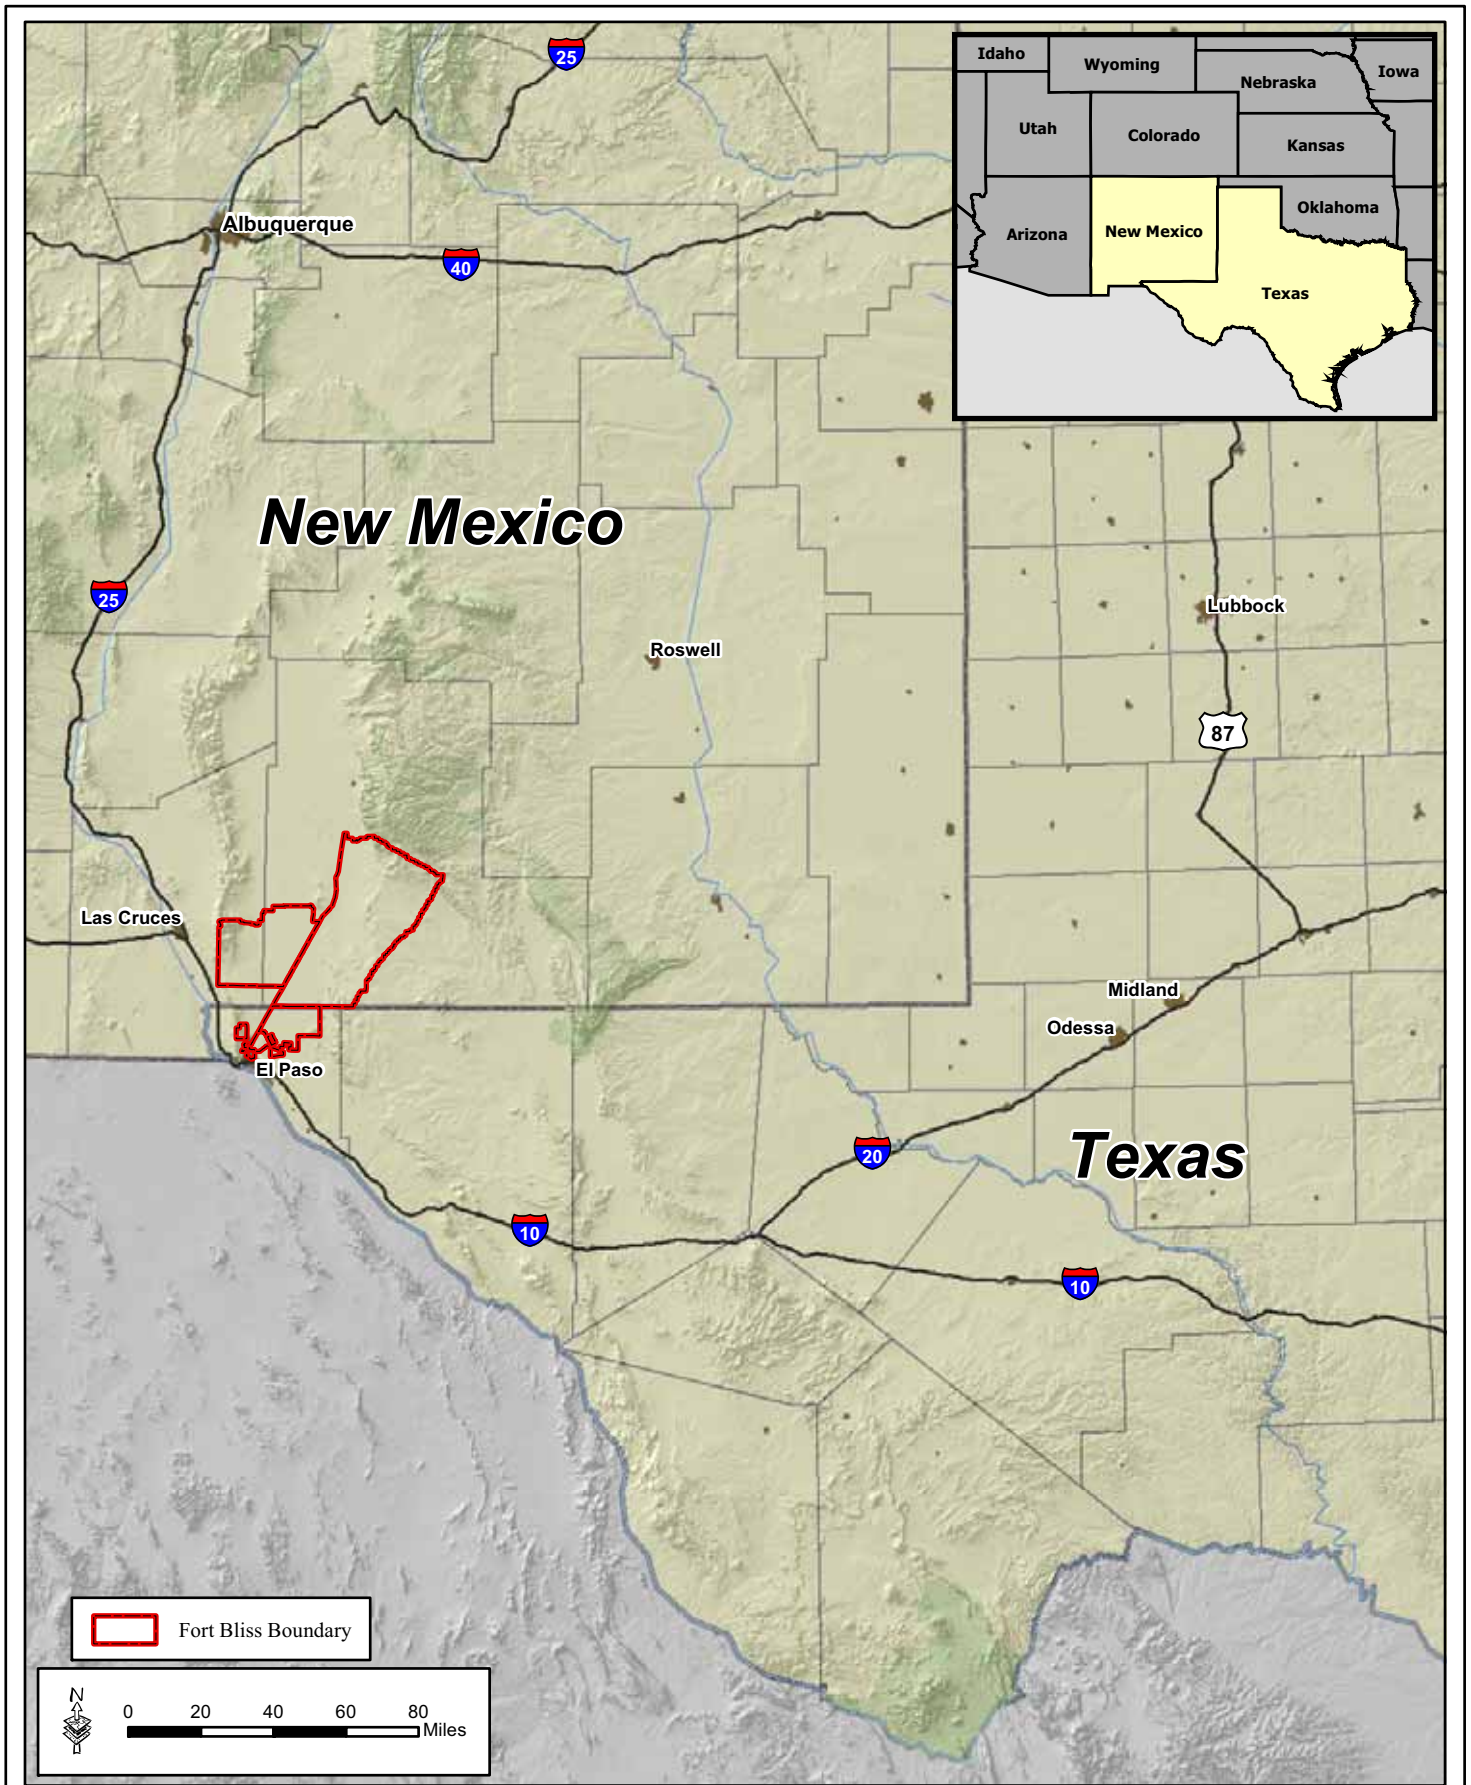 25
Idaho
Wyoming
Nebraska
Iowa
Utah
Colorado
Kansas
Arizona
New Mexico
Oklahoma
Texas
Albuquerque
40
New Mexico
25
Lubbock
Roswell
87
Las Cruces
Midland
Odessa
El Paso
20
Texas
10
10
Fort Bliss Boundary
N
0 20 40 60 80
Miles